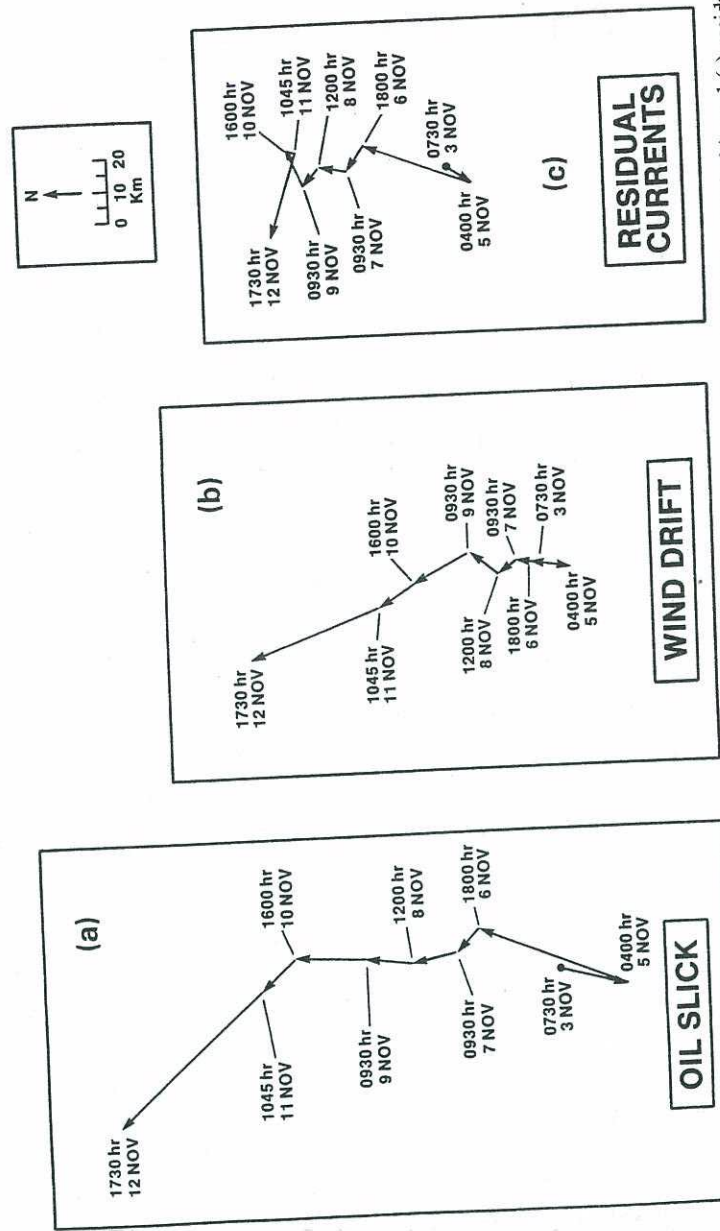 (a)
1730 hr
12 NOV
1600 hr
10 NOV
1045 hr
11 NOV
1200 hr
8 NOV
0930 hr
9 NOV
1800 hr
6 NOV
0930 hr
7 NOV
0730 hr
3 NOV
0400 hr
5 NOV
OIL SLICK
(b)
1730 hr
12 NOV
1600 hr
10 NOV
1045 hr
11 NOV
0930 hr
9 NOV
0930 hr
7 NOV
1200 hr
8 NOV
1800 hr
6 NOV
0730 hr
3 NOV
0400 hr
5 NOV
WIND DRIFT
N
0 10 20
Km
1600 hr
10 NOV
1045 hr
11 NOV
1730 hr
12 NOV
1200 hr
8 NOV
0930 hr
9 NOV
1800 hr
6 NOV
0930 hr
7 NOV
0730 hr
3 NOV
0400 hr
5 NOV
(c)
RESIDUAL
CURRENTS
(c)